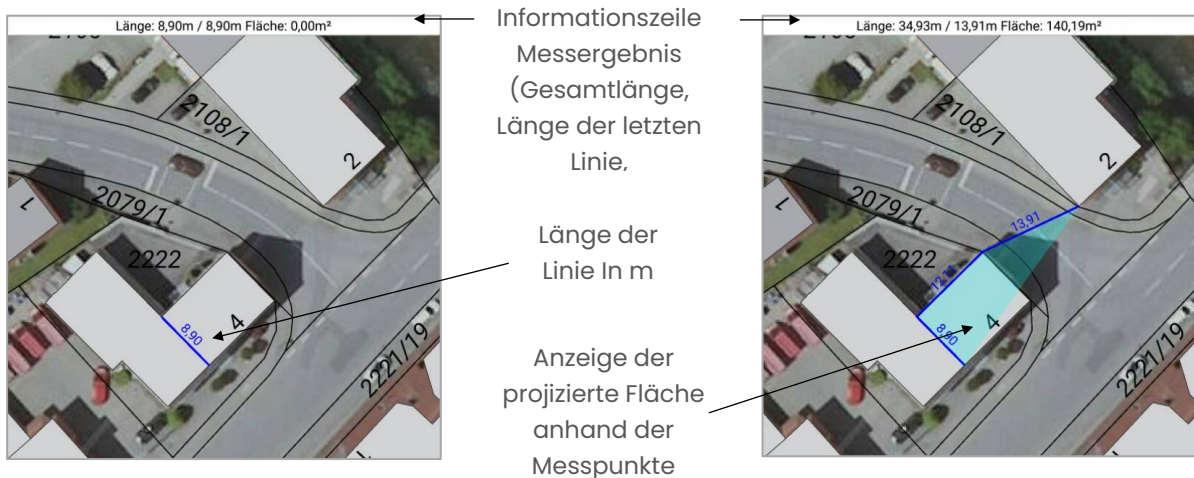 Länge: 8,90m / 8,90m Fläche: 0,00m²
2108/1
2
2079/1
2222
4
8,90
2221/19
Informationszeile
Messergebnis
(Gesamtlänge,
Länge der letzten
Linie,
Länge der
Linie In m
Anzeige der
projizierte Fläche
anhand der
Messpunkte
Länge: 34,93m / 13,91m Fläche: 140,19m²
2108/1
2
2079/1
13,91
2222
12,11
4
8,90
2221/19